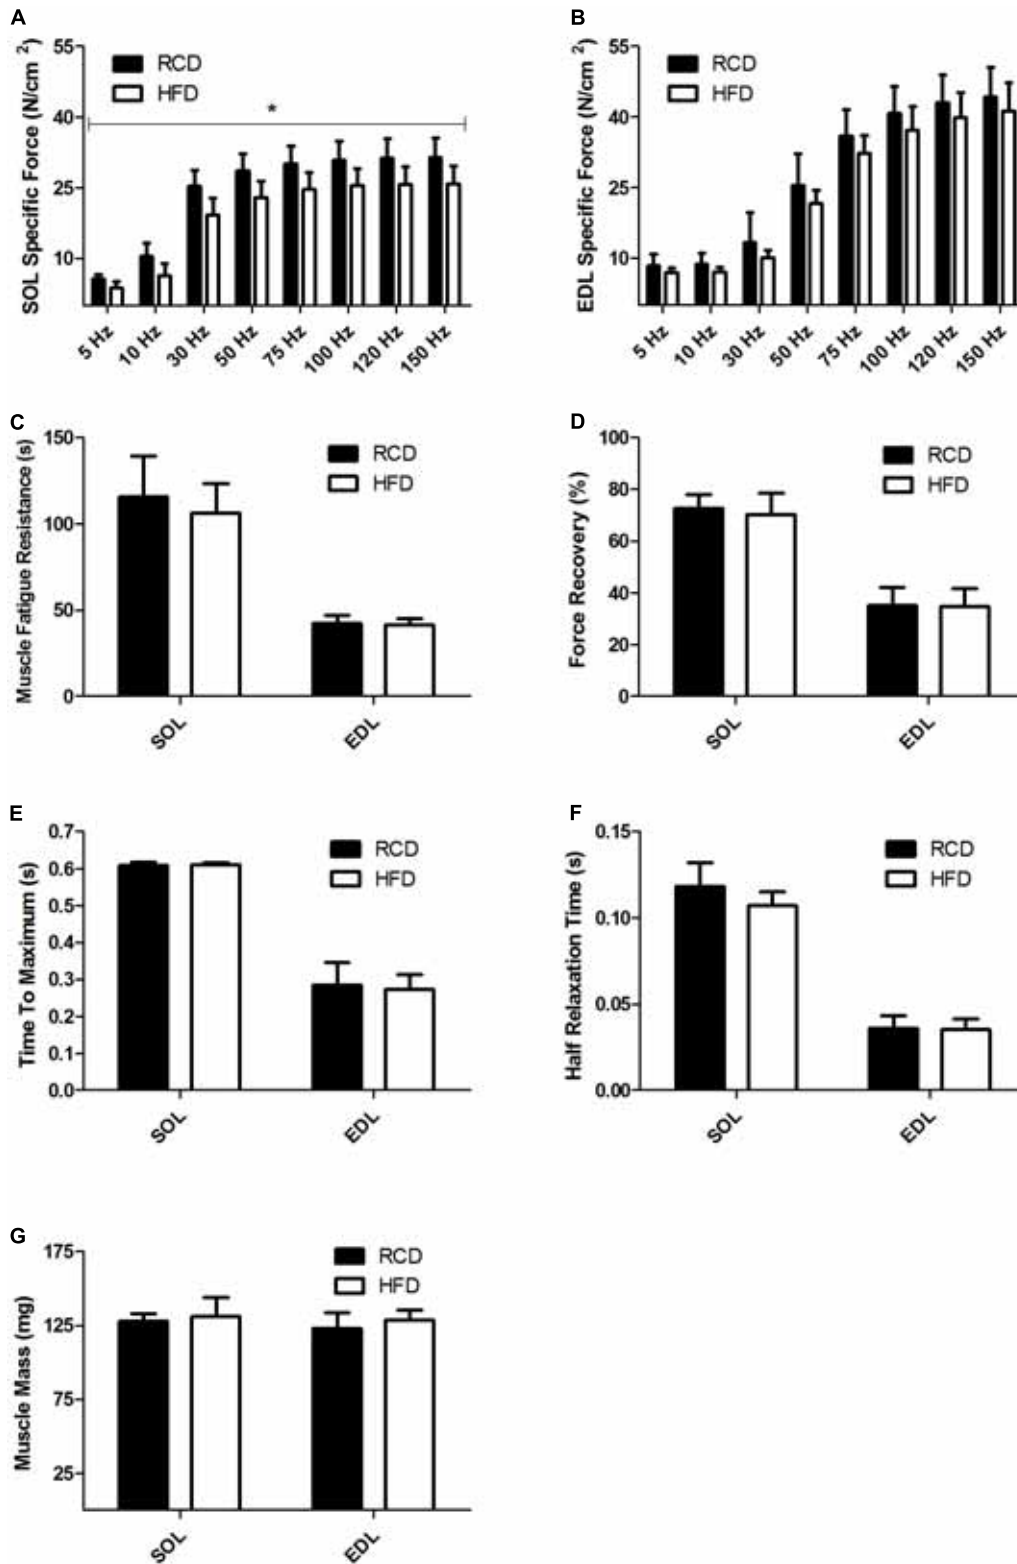 A
SOL Specific Force (N/cm 2)
55
40
25
10
RCD
HFD
*
5 Hz
10 Hz
30 Hz
50 Hz
75 Hz
100 Hz
120 Hz
150 Hz
B
EDL Specific Force (N/cm 2)
55
40
25
10
RCD
HFD
5 Hz
10 Hz
30 Hz
50 Hz
75 Hz
100 Hz
120 Hz
150 Hz
C
Muscle Fatigue Resistance (s)
150
100
50
0
RCD
HFD
SOL
EDL
D
Force Recovery (%)
100
80
60
40
20
0
RCD
HFD
SOL
EDL
E
Time To Maximum (s)
0.7
0.6
0.5
0.4
0.3
0.2
0.1
0.0
RCD
HFD
SOL
EDL
F
Half Relaxation Time (s)
0.15
0.10
0.05
0.00
RCD
HFD
SOL
EDL
G
Muscle Mass (mg)
175
125
75
25
RCD
HFD
SOL
EDL